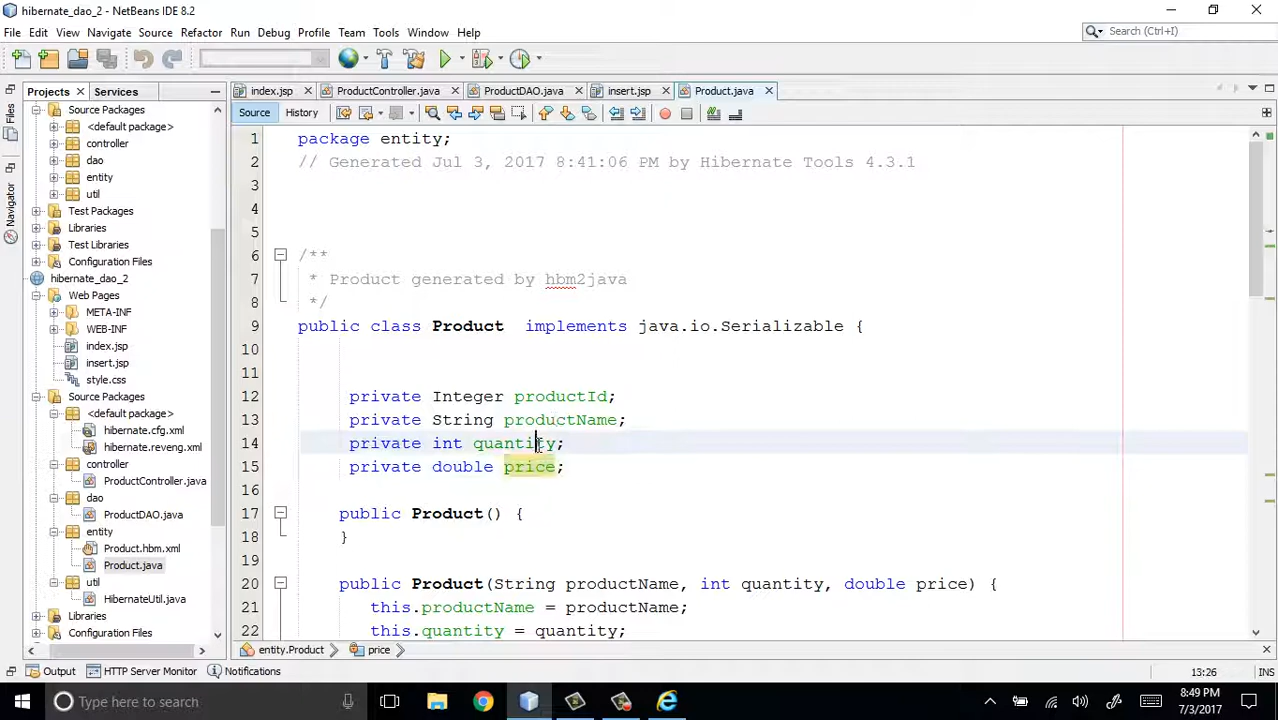 hibernate_dao_2 - NetBeans IDE 8.2
File Edit View Navigate Source Refactor Run Debug Profile Team Tools Window Help
Search (Ctrl+I)
Projects Services
index.jsp ProductController.java ProductDAO.java insert.jsp Product.java
Files
Navigator
Source History
Source Packages
<default package>
controller
dao
entity
util
Test Packages
Libraries
Test Libraries
Configuration Files
hibernate_dao_2
Web Pages
META-INF
WEB-INF
index.jsp
insert.jsp
style.css
Source Packages
<default package>
hibernate.cfg.xml
hibernate.reveng.xml
controller
ProductController.java
dao
ProductDAO.java
entity
Product.hbm.xml
Product.java
util
HibernateUtil.java
Libraries
Configuration Files
1 package entity;
2 // Generated Jul 3, 2017 8:41:06 PM by Hibernate Tools 4.3.1
3
4
5
6 /**
7 * Product generated by hbm2java
8 */
9 public class Product implements java.io.Serializable {
10
11
12 private Integer productId;
13 private String productName;
14 private int quantity;
15 private double price;
16
17 public Product() {
18 }
19
20 public Product(String productName, int quantity, double price) {
21 this.productName = productName;
22 this.quantity = quantity;
entity.Product price
Output HTTP Server Monitor Notifications
13:26 INS
Type here to search
8:49 PM
7/3/2017